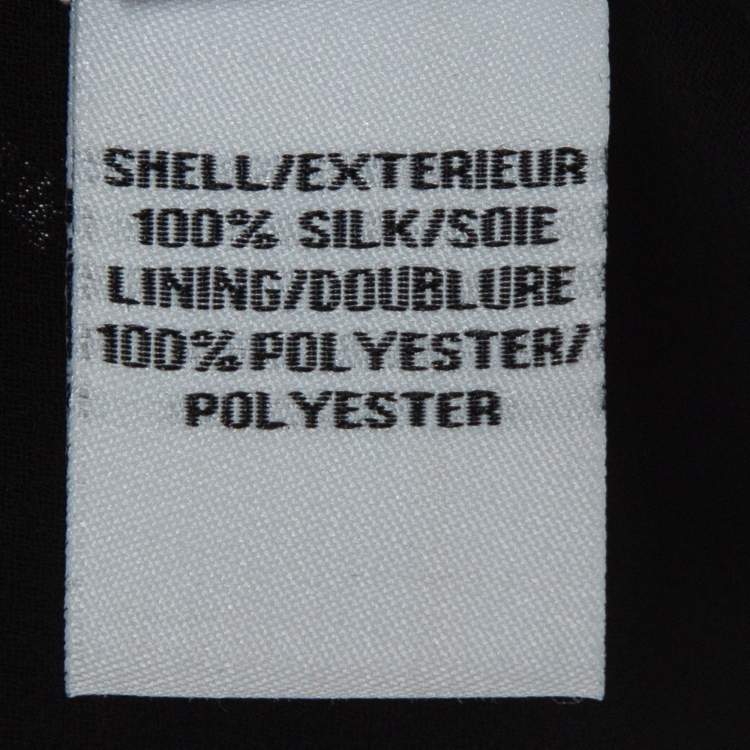 SHELL/EXTERIEUR
100% SILK/SOIE
LINING/DOUBLURE
100% POLYESTER/
POLYESTER